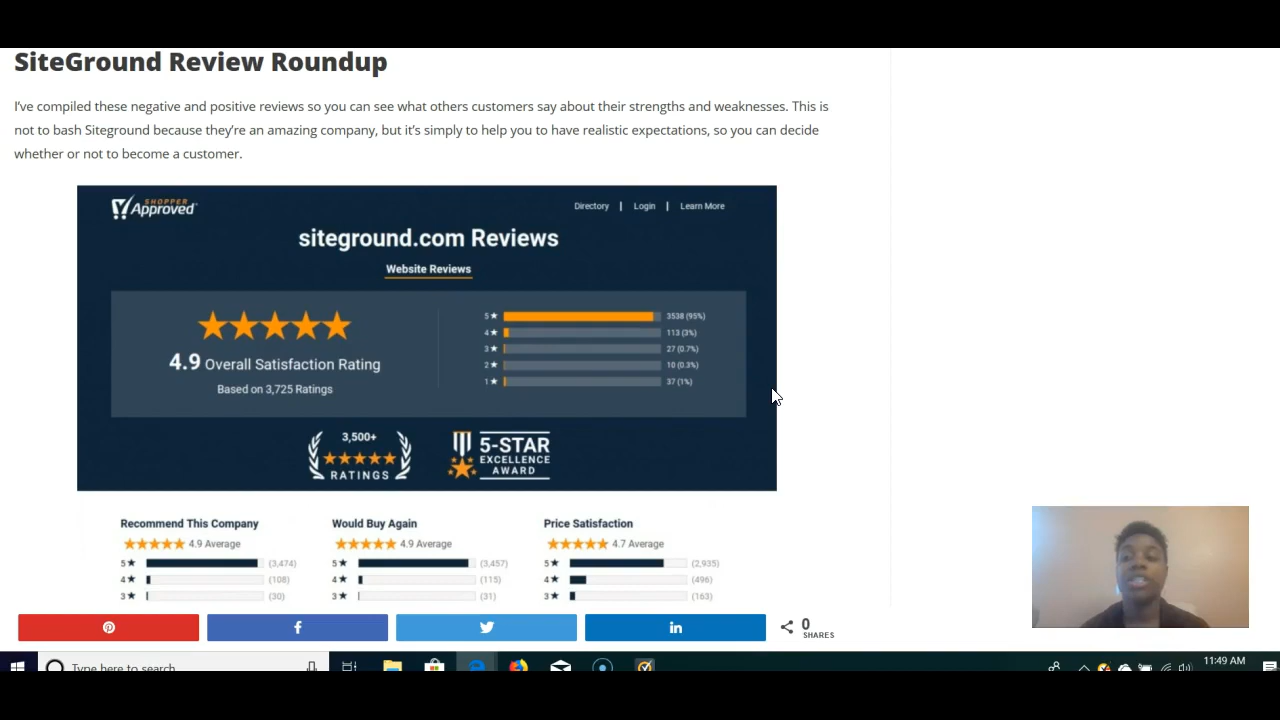 SiteGround Review Roundup
I've compiled these negative and positive reviews so you can see what others customers say about their strengths and weaknesses. This is
not to bash Siteground because they're an amazing company, but it's simply to help you to have realistic expectations, so you can decide
whether or not to become a customer.
SHOPPER
Approved
Directory | Login | Learn More
siteground.com Reviews
Website Reviews
4.9 Overall Satisfaction Rating
Based on 3,725 Ratings
5★ 3538 (95%)
4★ 113 (3%)
3★ 27 (0.7%)
2★ 10 (0.3%)
1★ 37 (1%)
3,500+
RATINGS
5-STAR
EXCELLENCE
AWARD
Recommend This Company
4.9 Average
5★ (3,474)
4★ (108)
3★ (30)
Would Buy Again
4.9 Average
5★ (3,457)
4★ (115)
3★ (31)
Price Satisfaction
4.7 Average
5★ (2,935)
4★ (496)
3★ (163)
0
SHARES
Type here to search
11:49 AM